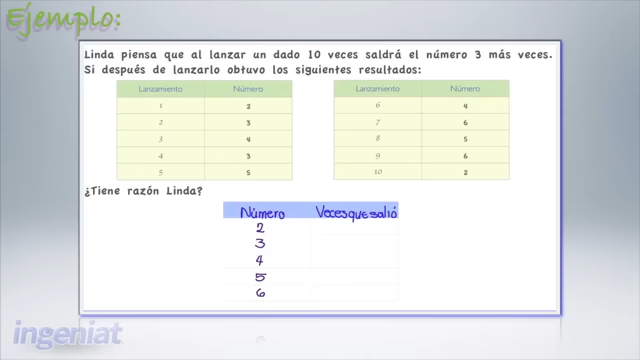 Ejemplo:
Linda piensa que al lanzar un dado 10 veces saldrá el número 3 más veces.
Si después de lanzarlo obtuvo los siguientes resultados:
Lanzamiento Número
1 2
2 3
3 4
4 3
5 5
Lanzamiento Número
6 4
7 6
8 5
9 6
10 2
¿Tiene razón Linda?
Número Veces que salió
2
3
4
5
6
ingeniat